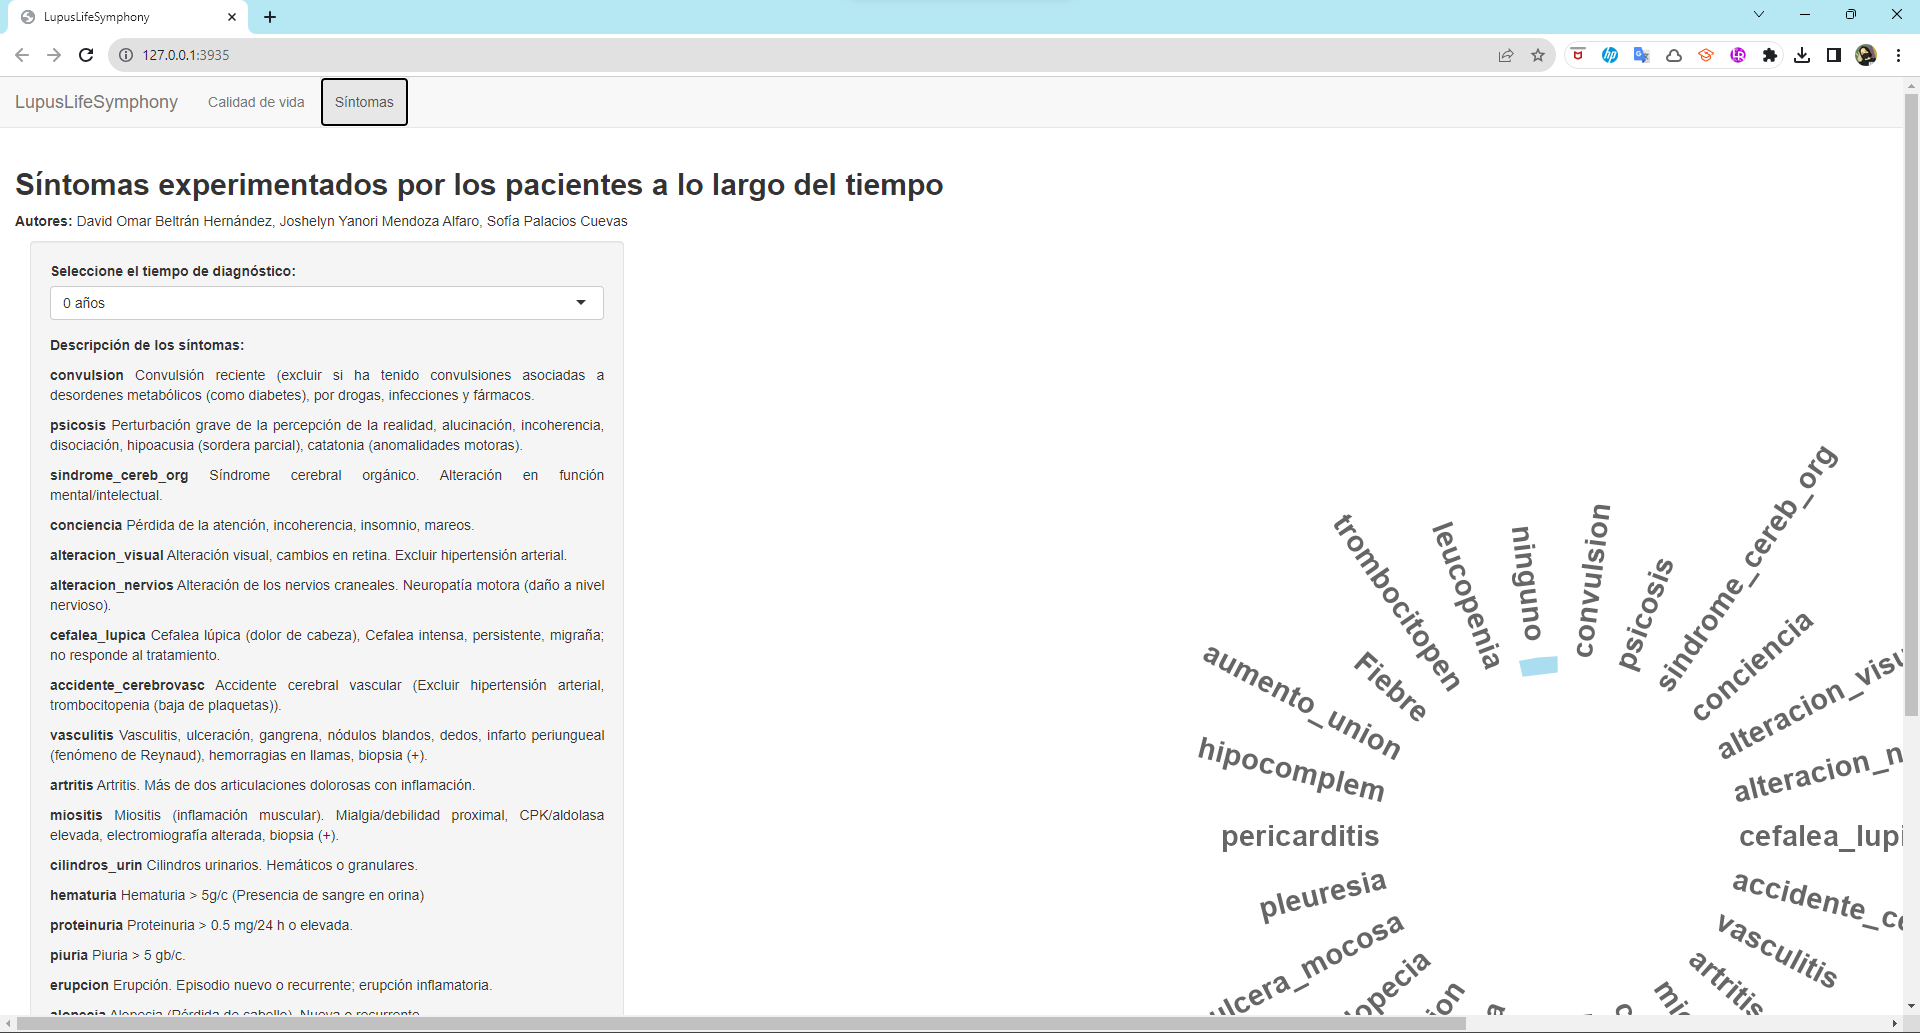 LupusLifeSymphony
127.0.0.1:3935
LupusLifeSymphony Calidad de vida Síntomas
Síntomas experimentados por los pacientes a lo largo del tiempo
Autores: David Omar Beltrán Hernández, Joshelyn Yanori Mendoza Alfaro, Sofía Palacios Cuevas
Seleccione el tiempo de diagnóstico:
0 años
Descripción de los síntomas:
convulsion Convulsión reciente (excluir si ha tenido convulsiones asociadas a
desordenes metabólicos (como diabetes), por drogas, infecciones y fármacos.
psicosis Perturbación grave de la percepción de la realidad, alucinación, incoherencia,
disociación, hipoacusia (sordera parcial), catatonia (anomalidades motoras).
sindrome_cereb_org Síndrome cerebral orgánico. Alteración en función
mental/intelectual.
conciencia Pérdida de la atención, incoherencia, insomnio, mareos.
alteracion_visual Alteración visual, cambios en retina. Excluir hipertensión arterial.
alteracion_nervios Alteración de los nervios craneales. Neuropatía motora (daño a nivel
nervioso).
cefalea_lupica Cefalea lúpica (dolor de cabeza), Cefalea intensa, persistente, migraña;
no responde al tratamiento.
accidente_cerebrovasc Accidente cerebral vascular (Excluir hipertensión arterial,
trombocitopenia (baja de plaquetas)).
vasculitis Vasculitis, ulceración, gangrena, nódulos blandos, dedos, infarto periungueal
(fenómeno de Reynaud), hemorragias en llamas, biopsia (+).
artritis Artritis. Más de dos articulaciones dolorosas con inflamación.
miositis Miositis (inflamación muscular). Mialgia/debilidad proximal, CPK/aldolasa
elevada, electromiografía alterada, biopsia (+).
cilindros_urin Cilindros urinarios. Hemáticos o granulares.
hematuria Hematuria > 5g/c (Presencia de sangre en orina)
proteinuria Proteinuria > 0.5 mg/24 h o elevada.
piuria Piuria > 5 gb/c.
erupcion Erupción. Episodio nuevo o recurrente; erupción inflamatoria.
alopecia Alopecia (Pérdida de cabello). Nueva o recurrente.
ninguno
convulsion
psicosis
sindrome_cereb_org
conciencia
alteracion_visu
alteracion_n
cefalea_lupi
accidente_ce
vasculitis
artritis
mio
ulcera_mocosa
pleuresia
pericarditis
hipocomplem
aumento_union
Fiebre
trombocitopen
leucopenia